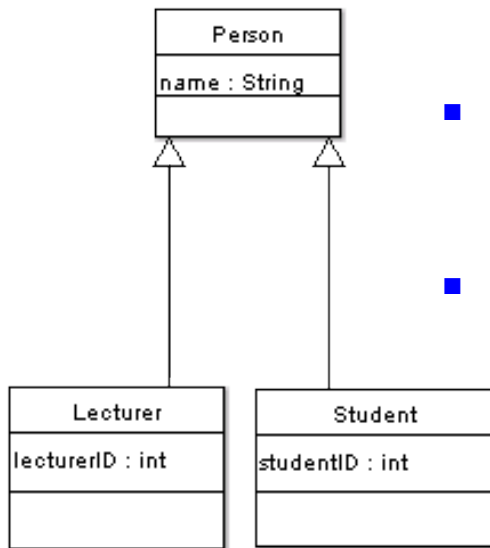 Person
name : String
Lecturer
lecturerID : int
Student
studentID : int